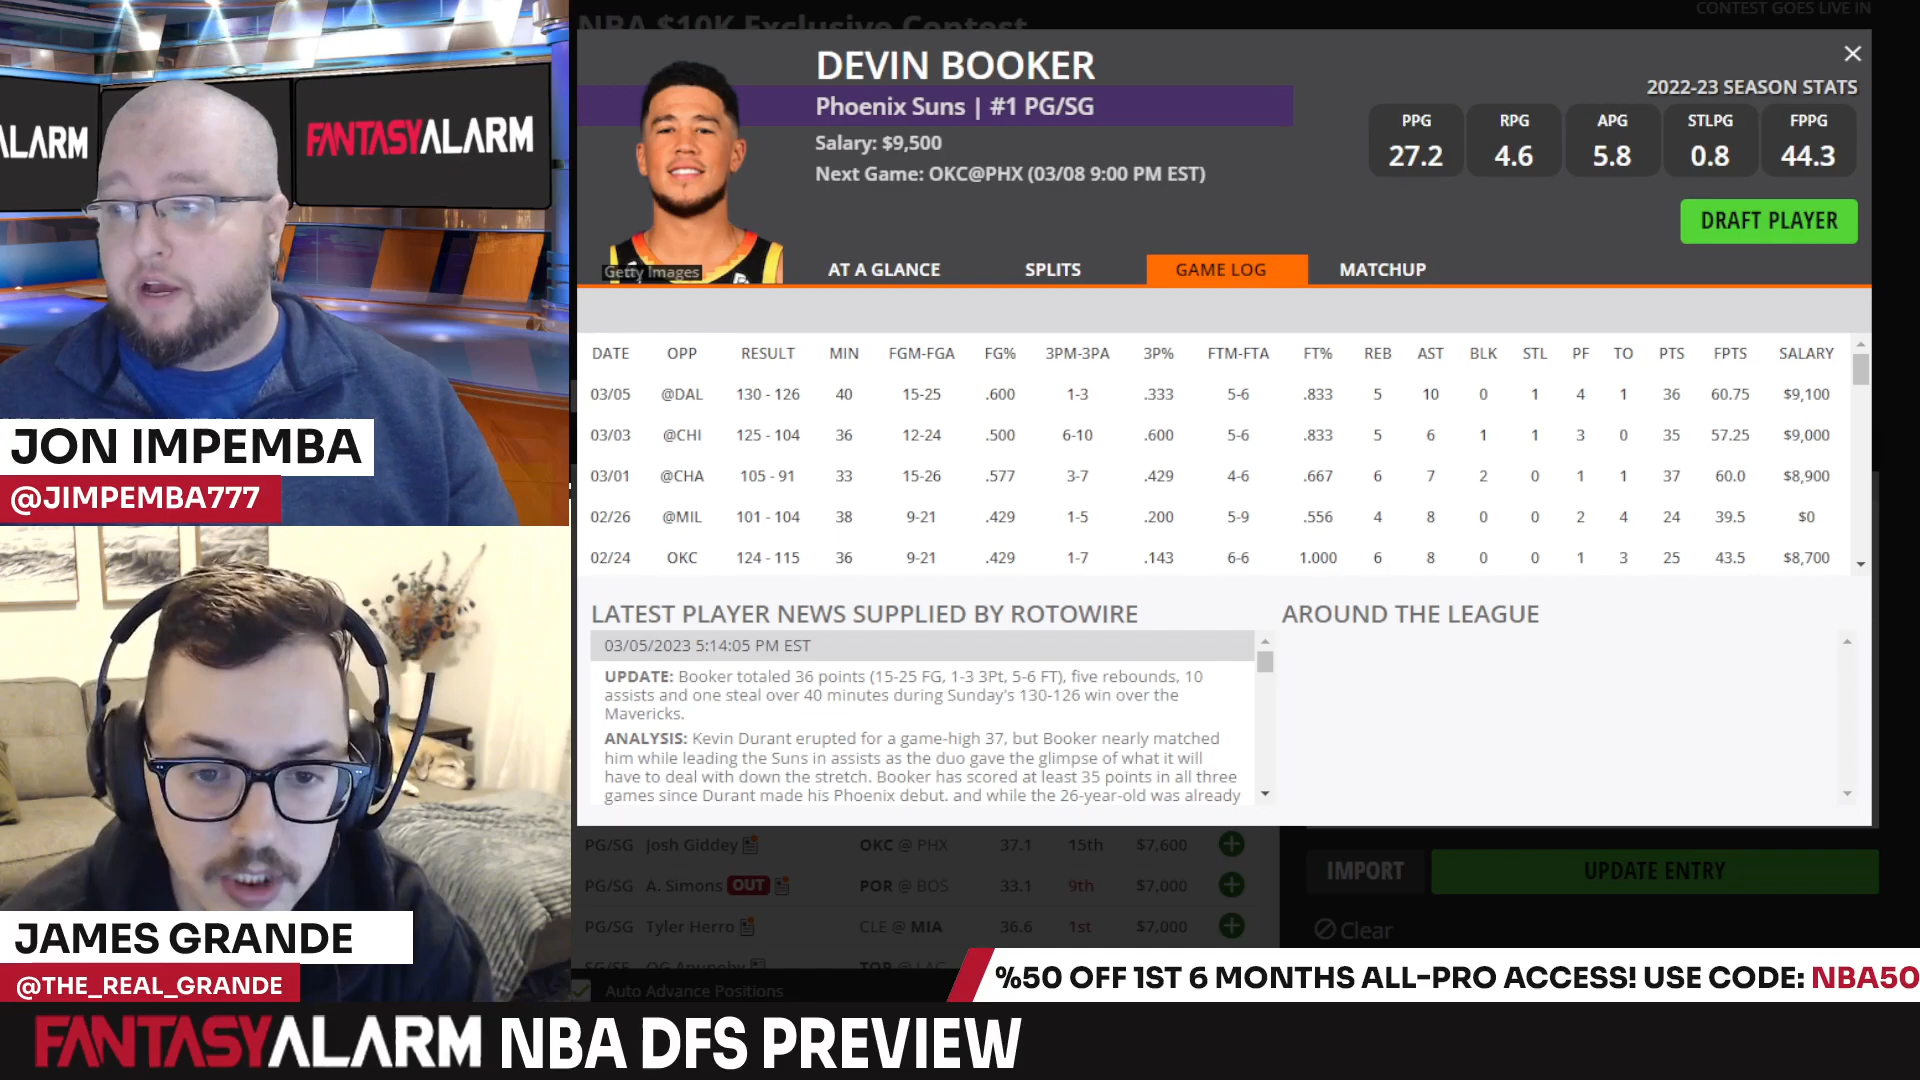 NBA $10K Exclusive Contest
CONTEST GOES LIVE IN
ALARM
FANTASYALARM
JON IMPEMBA
@JIMPEMBA777
JAMES GRANDE
@THE_REAL_GRANDE
DEVIN BOOKER
Phoenix Suns | #1 PG/SG
Salary: $9,500
Next Game: OKC@PHX (03/08 9:00 PM EST)
Getty Images
2022-23 SEASON STATS
PPG RPG APG STLPG FPPG
27.2 4.6 5.8 0.8 44.3
DRAFT PLAYER
AT A GLANCE SPLITS GAME LOG MATCHUP
DATE OPP RESULT MIN FGM-FGA FG% 3PM-3PA 3P% FTM-FTA FT% REB AST BLK STL PF TO PTS FPTS SALARY
03/05 @DAL 130 - 126 40 15-25 .600 1-3 .333 5-6 .833 5 10 0 1 4 1 36 60.75 $9,100
03/03 @CHI 125 - 104 36 12-24 .500 6-10 .600 5-6 .833 5 6 1 1 3 0 35 57.25 $9,000
03/01 @CHA 105 - 91 33 15-26 .577 3-7 .429 4-6 .667 6 7 2 0 1 1 37 60.0 $8,900
02/26 @MIL 101 - 104 38 9-21 .429 1-5 .200 5-9 .556 4 8 0 0 2 4 24 39.5 $0
02/24 OKC 124 - 115 36 9-21 .429 1-7 .143 6-6 1.000 6 8 0 0 1 3 25 43.5 $8,700
LATEST PLAYER NEWS SUPPLIED BY ROTOWIRE
AROUND THE LEAGUE
03/05/2023 5:14:05 PM EST
UPDATE: Booker totaled 36 points (15-25 FG, 1-3 3Pt, 5-6 FT), five rebounds, 10
assists and one steal over 40 minutes during Sunday's 130-126 win over the
Mavericks.
ANALYSIS: Kevin Durant erupted for a game-high 37, but Booker nearly matched
him while leading the Suns in assists as the duo gave the glimpse of what it will
have to deal with down the stretch. Booker has scored at least 35 points in all three
games since Durant made his Phoenix debut, and while the 26-year-old was already
PG/SG Josh Giddey OKC @ PHX 37.1 15th $7,600
PG/SG A. Simons OUT POR @ BOS 33.1 9th $7,000
PG/SG Tyler Herro CLE @ MIA 36.6 1st $7,000
SG/SF OG Anunoby TOR @ LAC
IMPORT UPDATE ENTRY
Clear
Auto Advance Positions
%50 OFF 1ST 6 MONTHS ALL-PRO ACCESS! USE CODE: NBA50
FANTASYALARM NBA DFS PREVIEW